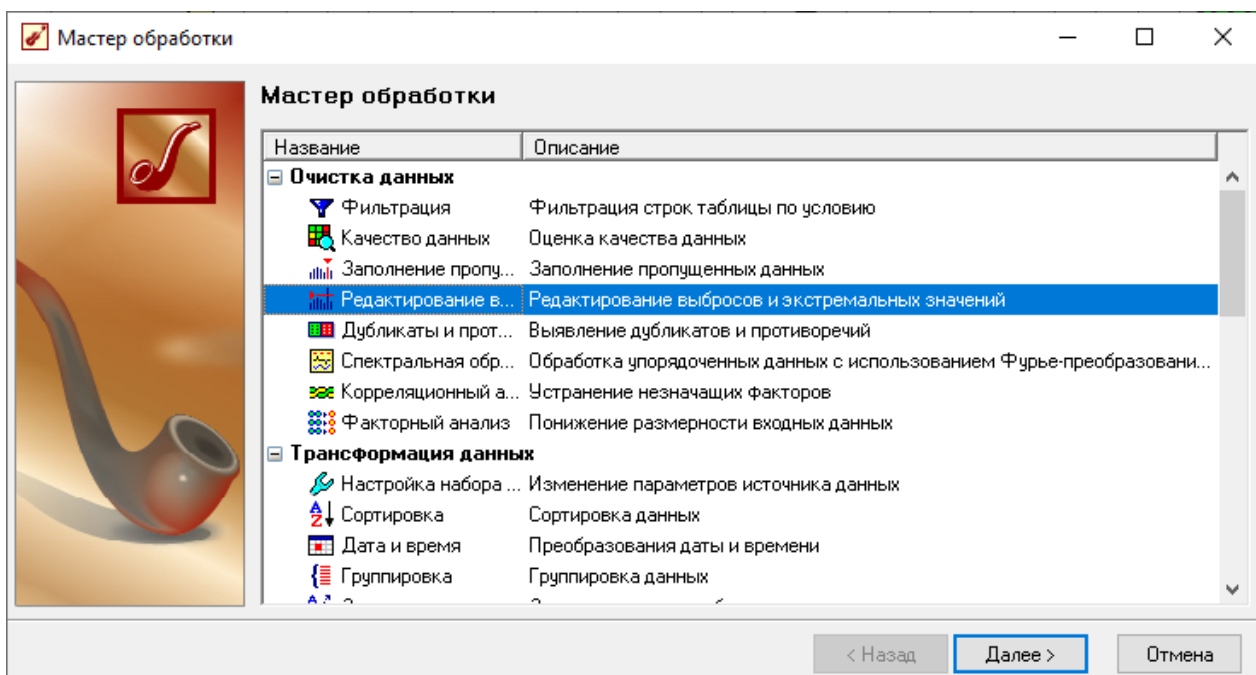 Мастер обработки
Мастер обработки
Название Описание
Очистка данных
Фильтрация Фильтрация строк таблицы по условию
Качество данных Оценка качества данных
Заполнение пропу... Заполнение пропущенных данных
Редактирование в... Редактирование выбросов и экстремальных значений
Дубликаты и прот... Выявление дубликатов и противоречий
Спектральная обр... Обработка упорядоченных данных с использованием Фурье-преобразовани...
Корреляционный а... Устранение незначащих факторов
Факторный анализ Понижение размерности входных данных
Трансформация данных
Настройка набора ... Изменение параметров источника данных
Сортировка Сортировка данных
Дата и время Преобразования даты и времени
Группировка Группировка данных
< Назад Далее > Отмена